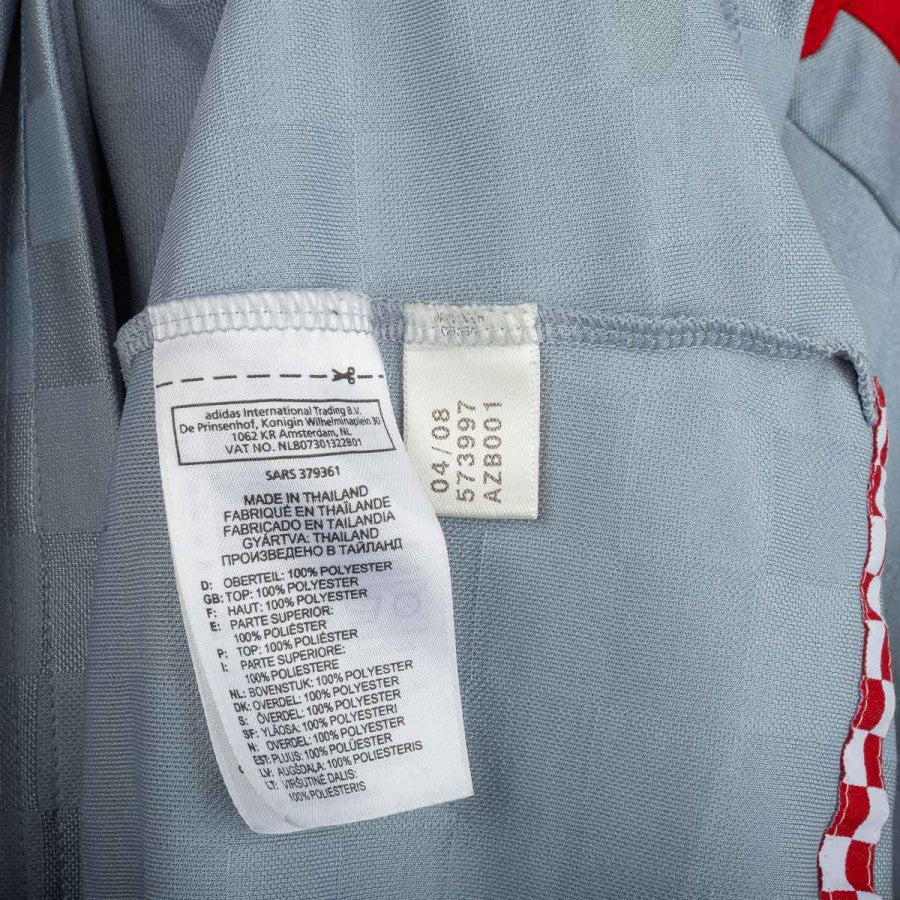 adidas International Trading B.V.
De Prinsenhof, Konigin Wilhelminaplein 30
1062 KR Amsterdam, NL
VAT NO. NL807301322B01
SARS 379361
MADE IN THAILAND
FABRIQUÉ EN THAÏLANDE
FABRICADO EN TAILANDIA
GYÁRTVA: THAILAND
ПРОИЗВЕДЕНО В ТАЙЛАНД
D: OBERTEIL: 100% POLYESTER
GB: TOP: 100% POLYESTER
F: HAUT: 100% POLYESTER
E: PARTE SUPERIOR:
100% POLIÉSTER
P: TOP: 100% POLIÉSTER
I: PARTE SUPERIORE:
100% POLIESTERE
NL: BOVENSTUK: 100% POLYESTER
DK: OVERDEL: 100% POLYESTER
S: ÖVERDEL: 100% POLYESTER
SF: YLÄOSA: 100% POLYESTERI
N: OVERDEL: 100% POLYESTER
EST: PLUUS: 100% POLÜESTER
LV: AUGŠDALA: 100% POLIESTERIS
LT: VIRŠUTINĖ DALIS:
100% POLIESTERIS
04/08
573997
AZB001